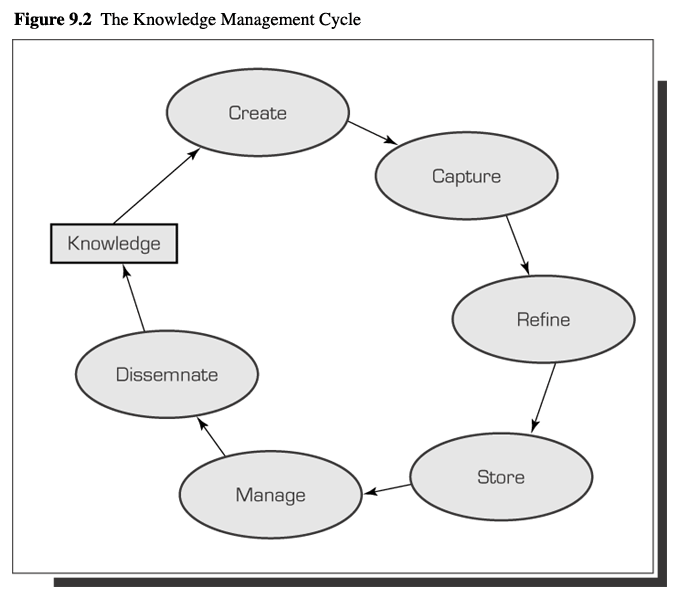 Figure 9.2 The Knowledge Management Cycle
Create
Capture
Knowledge
Refine
Dissemnate
Store
Manage